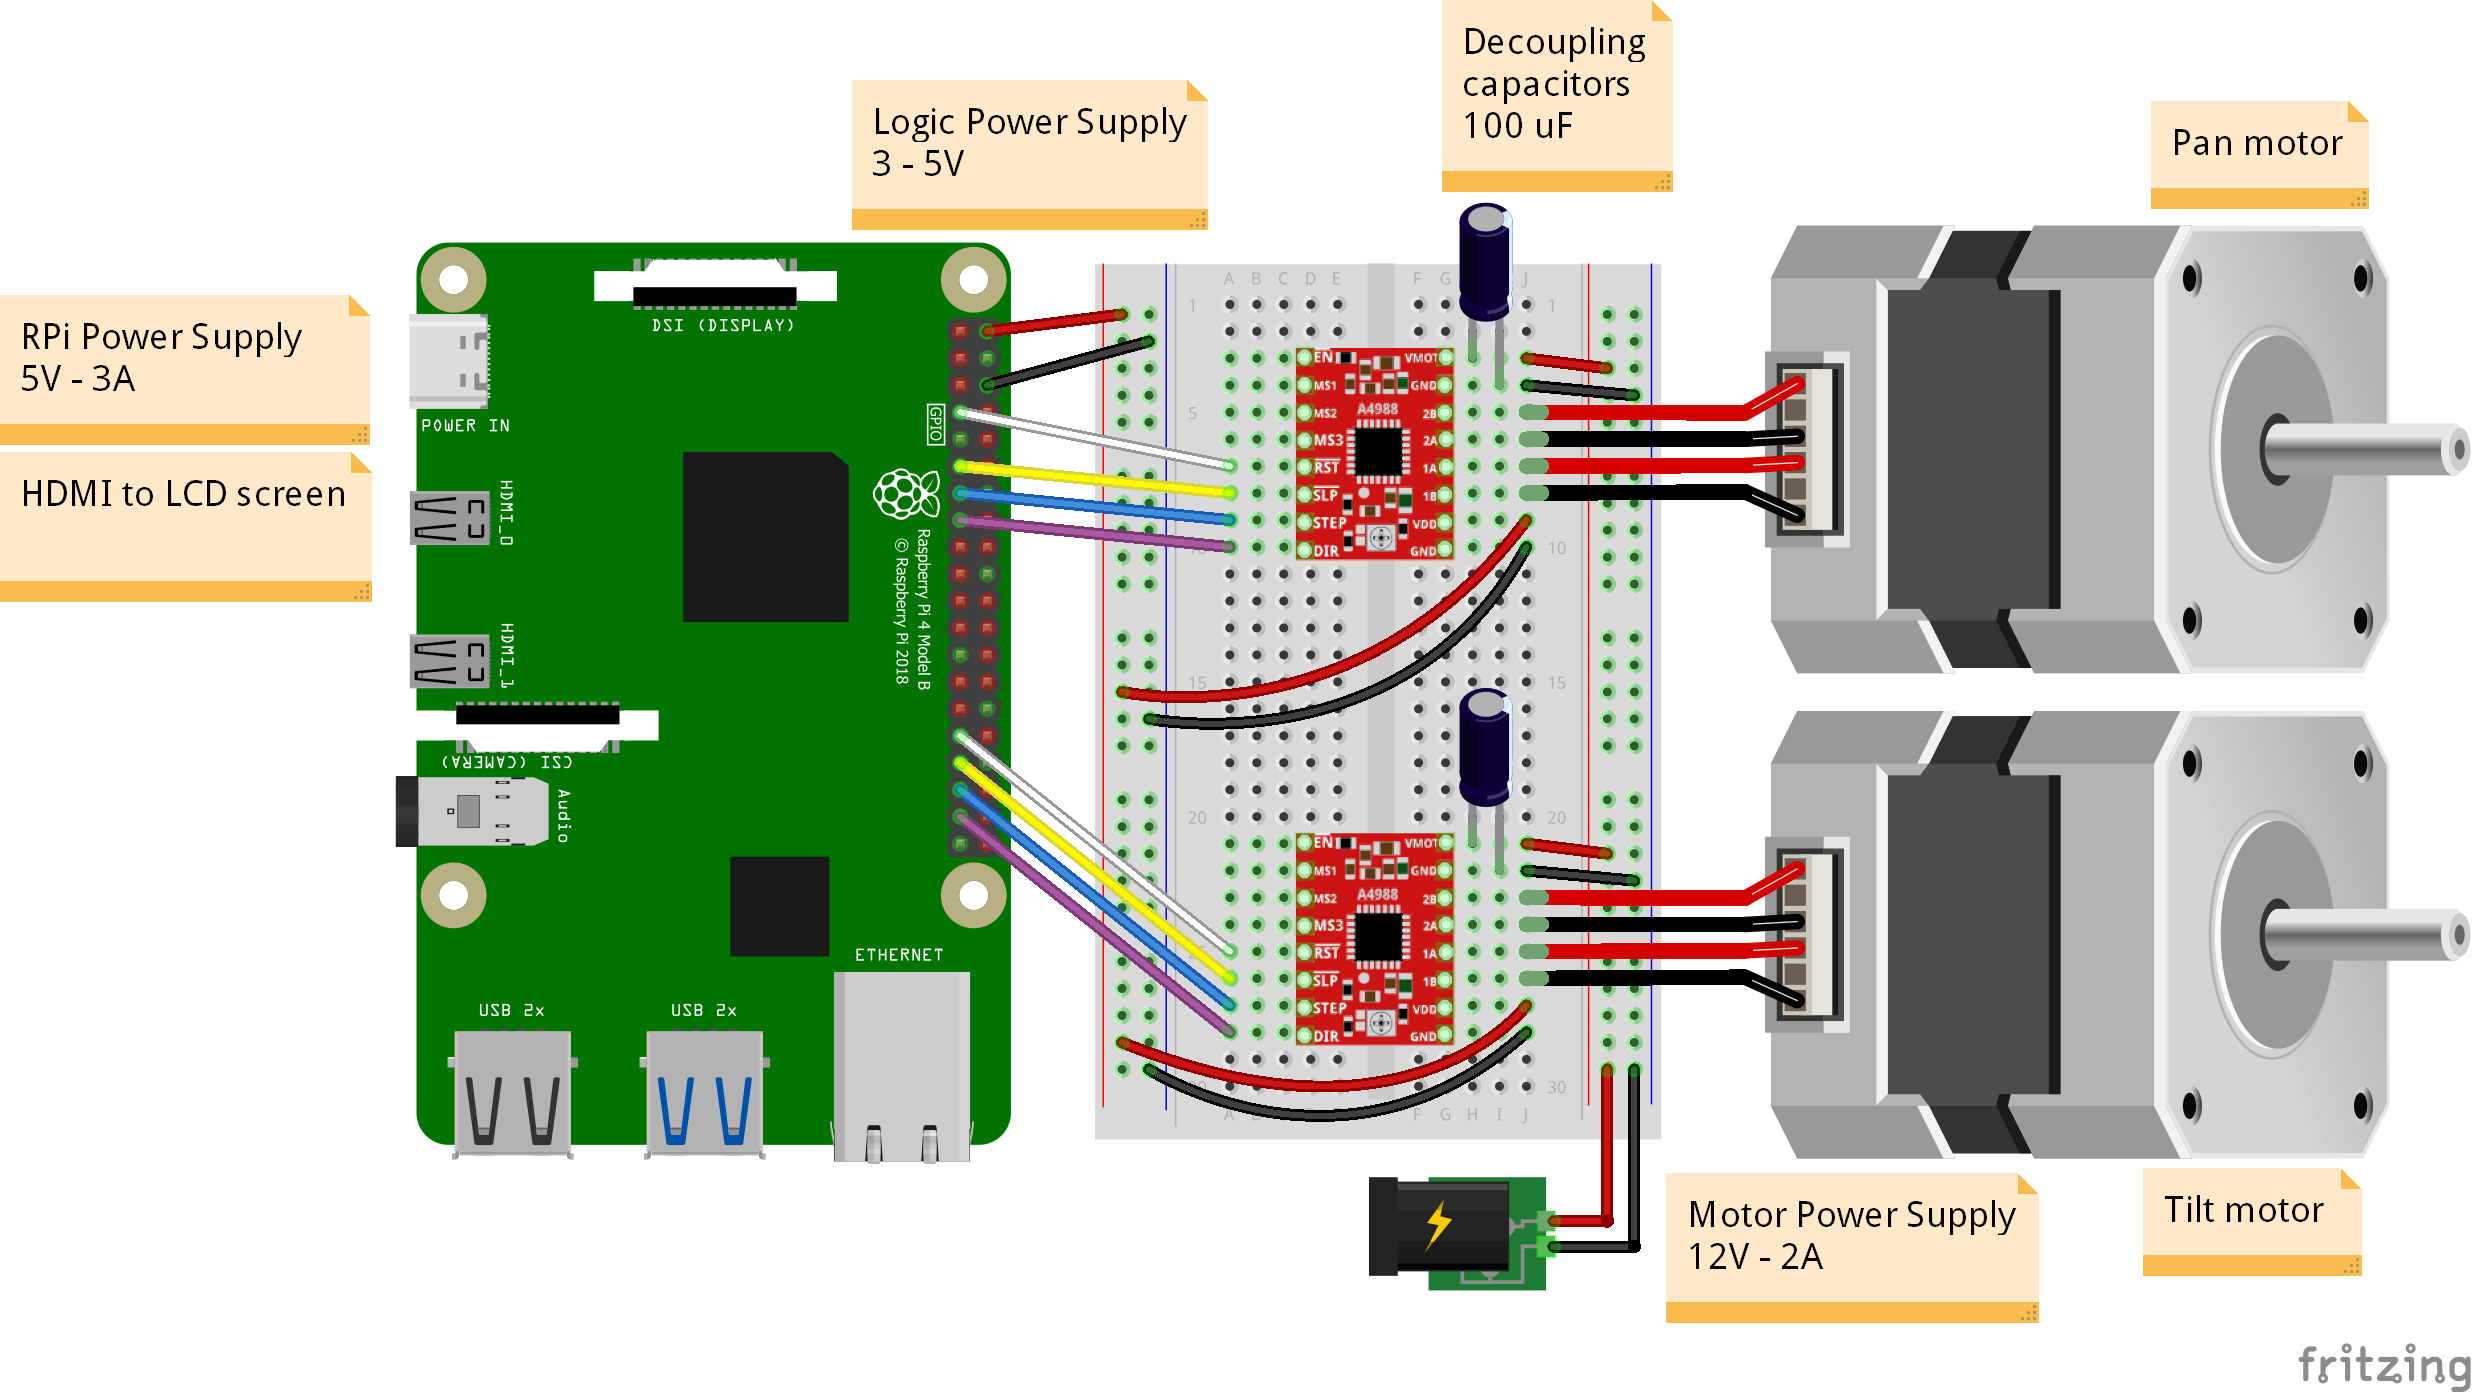 Decoupling
capacitors
100 uF
Logic Power Supply
3 - 5V
Pan motor
RPi Power Supply
5V - 3A
HDMI to LCD screen
DSI (DISPLAY)
POWER IN
GPIO
HDMI_0
HDMI_1
Raspberry Pi 4 Model B
© Raspberry Pi 2018
CSI (CAMERA)
Audio
ETHERNET
USB 2x
USB 2x
A B C D E
F G J
1 1
5
10
15 15
20 20
30
A
F G H I J
EN VMOT
MS1 GND
A4988
MS2 2B
MS3 2A
RST 1A
SLP 1B
STEP VDD
DIR GND
EN VMOT
MS1 GND
A4988
MS2 2B
MS3 2A
RST 1A
SLP 1B
STEP VDD
DIR GND
Motor Power Supply
12V - 2A
Tilt motor
fritzing